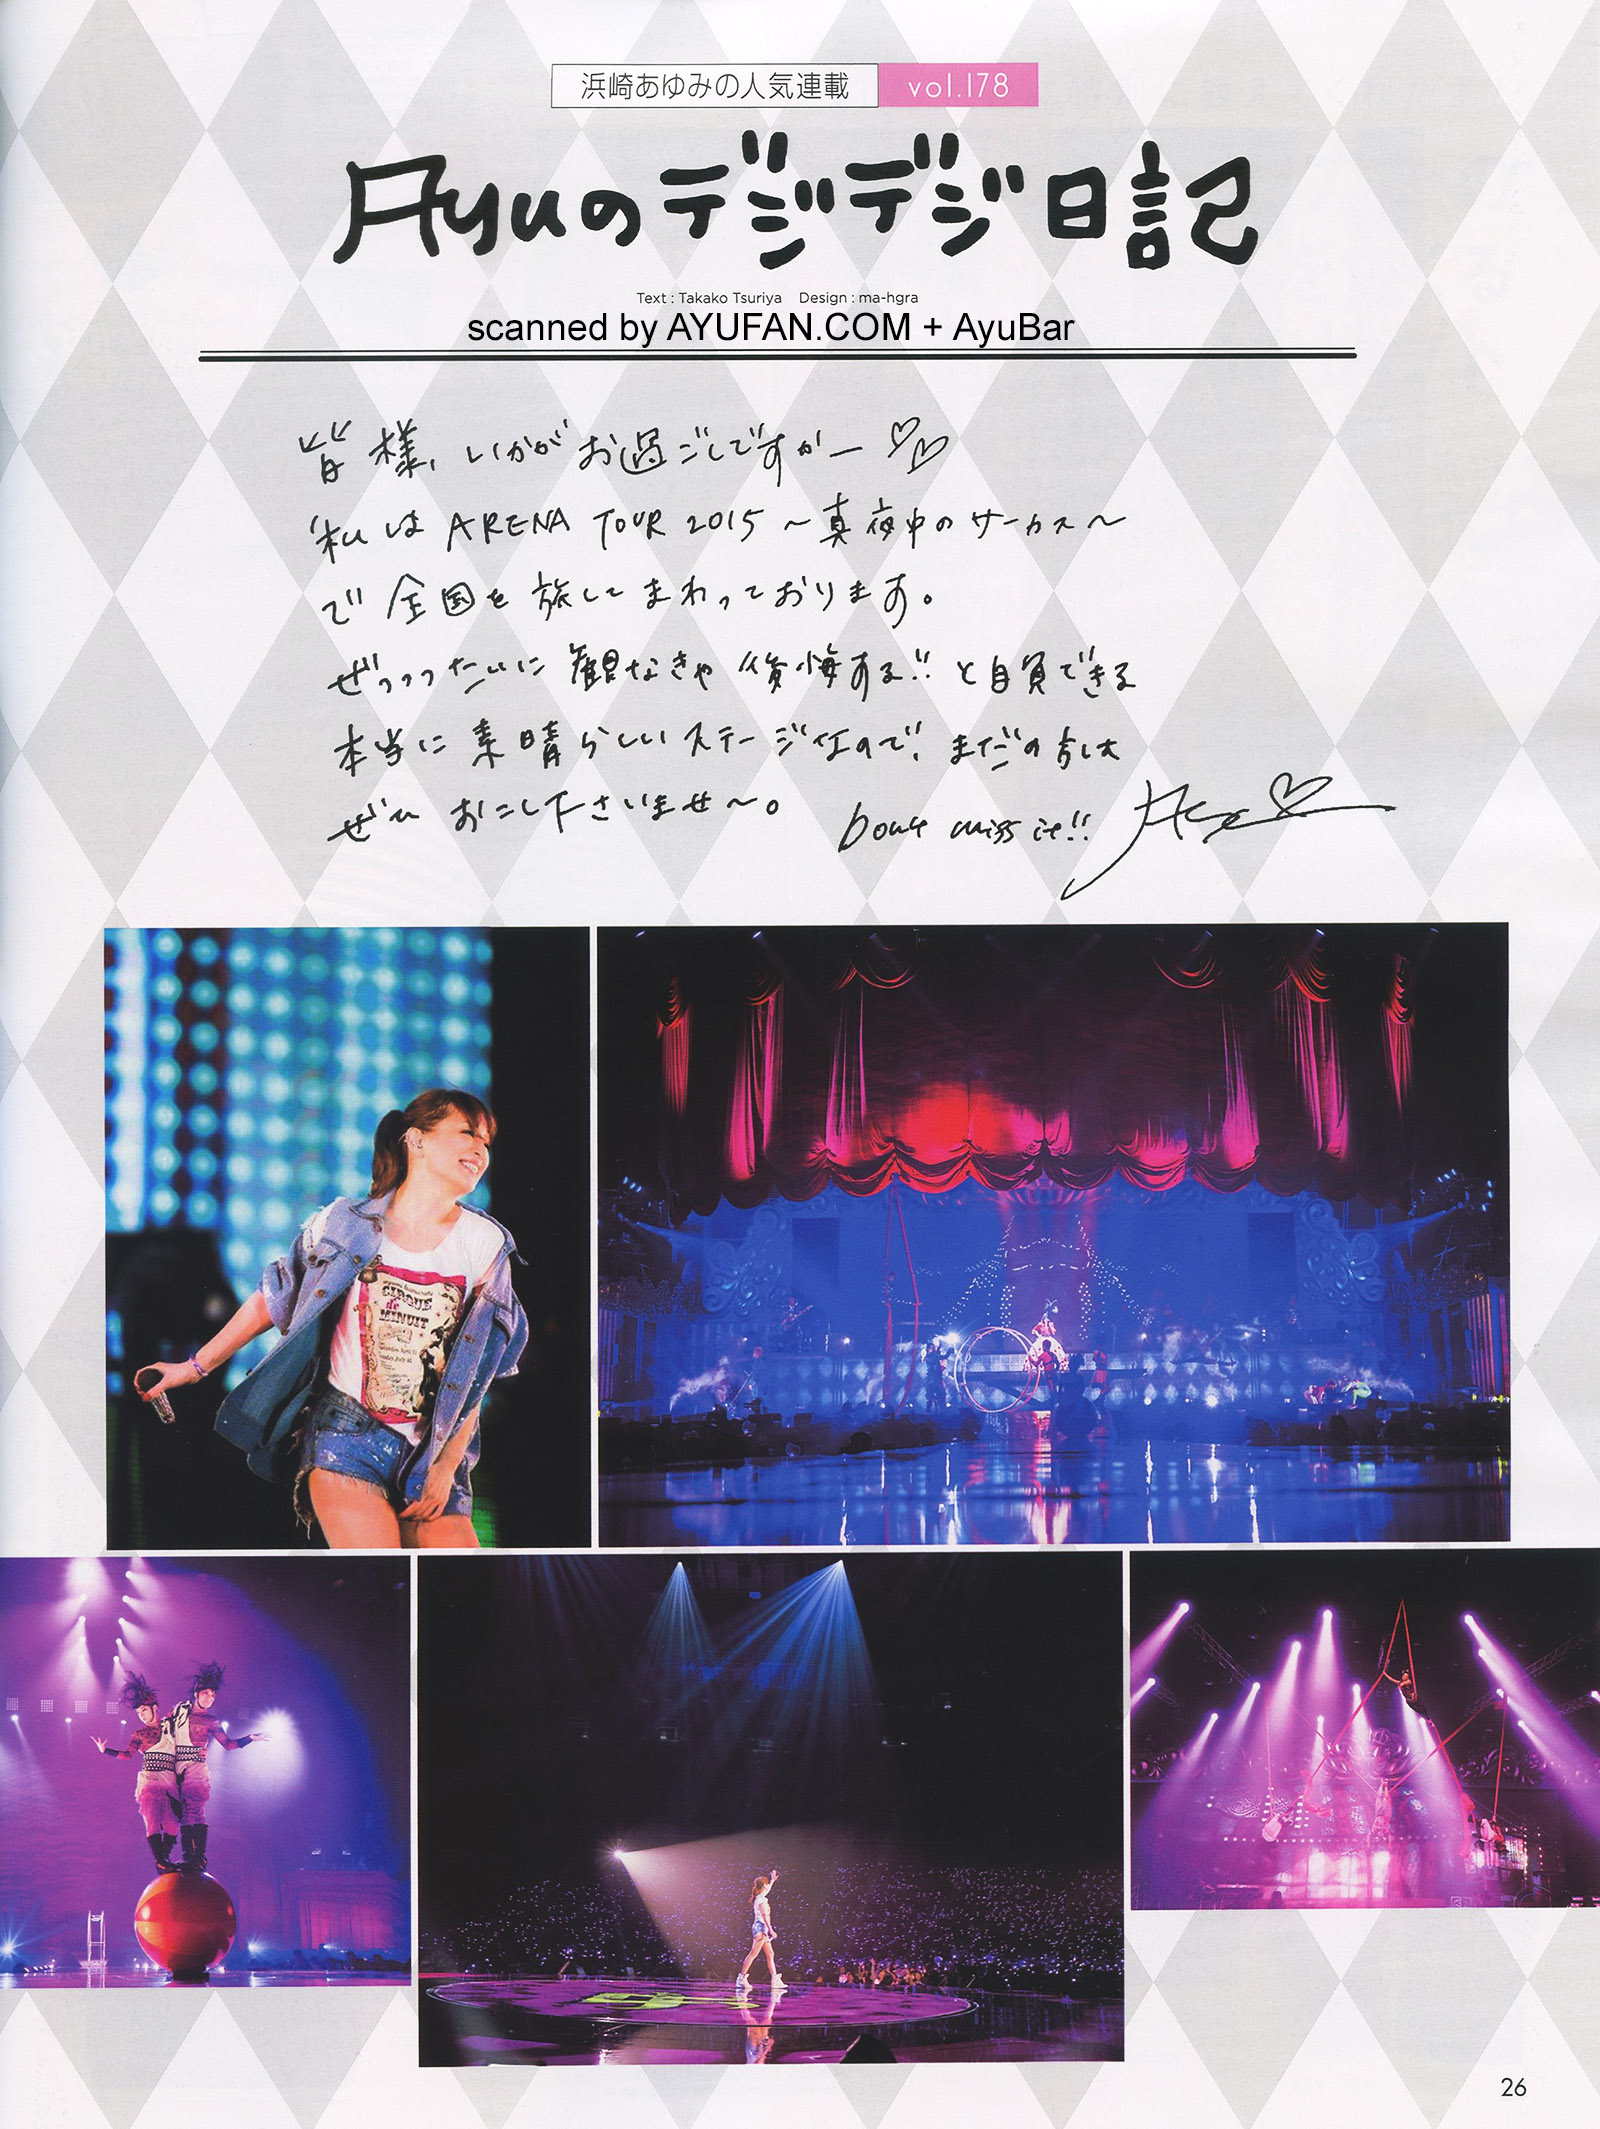 浜崎あゆみの人気連載 vol.178
Ayuのデジデジ日記
Text : Takako Tsuriya Design : ma-hgra
scanned by AYUFAN.COM + AyuBar
皆様、いかがお過ごしですかー♡♡
私は ARENA TOUR 2015 〜真夜中のサーカス〜
で全国を旅してまわっております。
ぜっっったいに観なきゃ後悔する!! と自負できる
本当に素晴らしいステージなので、まだの方は
ぜひおこし下さいませ〜。 Don't miss it!! Ayu♡
CIRQUE
de
MINUIT
26